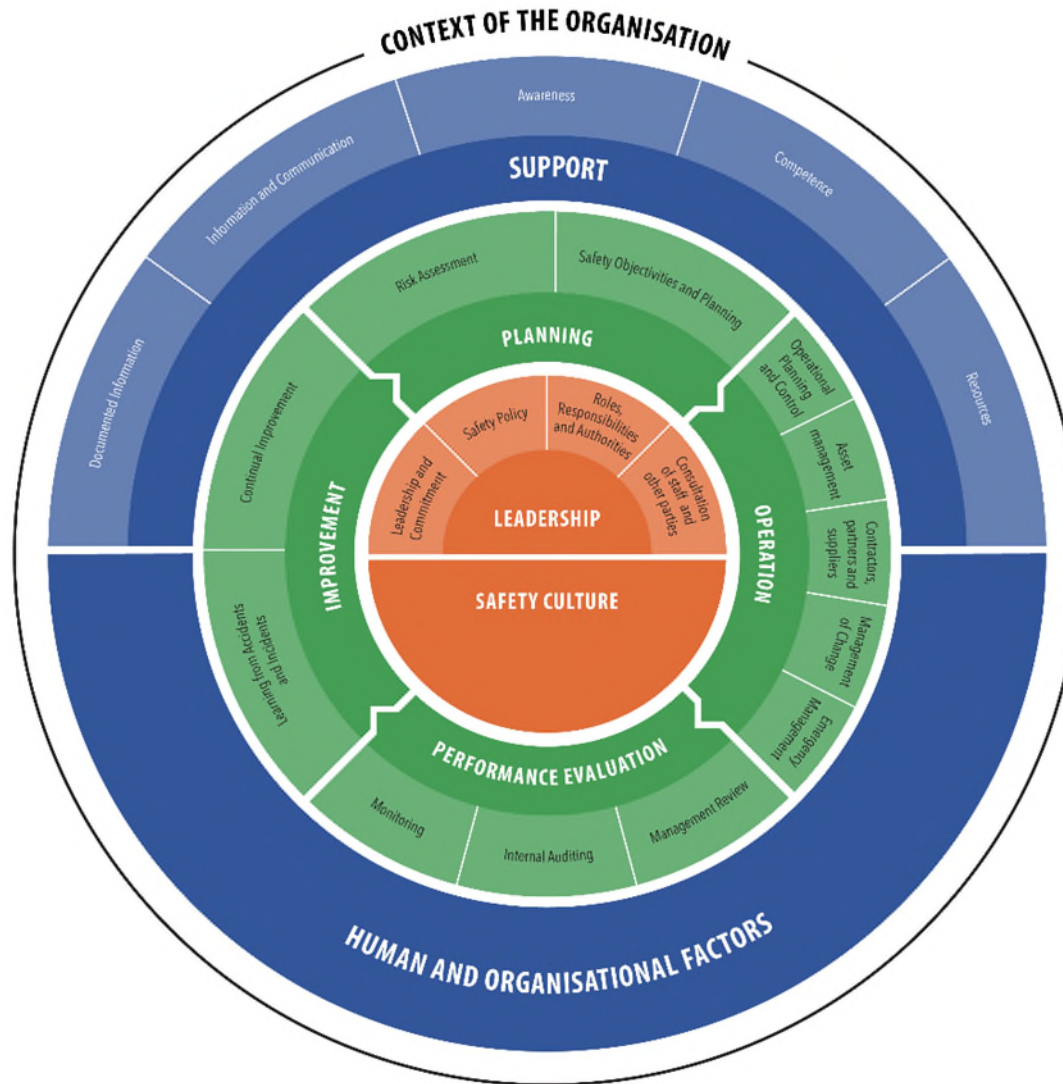 CONTEXT OF THE ORGANISATION
Awareness
Information and Communication
Competence
Documented Information
Resources
SUPPORT
Risk Assessment
Safety Objectivities and Planning
PLANNING
Operational
Planning
and Control
Asset
management
Contractors,
partners and
suppliers
Management
of Change
Emergency
Management
OPERATION
Continual Improvement
Learning from Accidents
and Incidents
IMPROVEMENT
Leadership and
Commitment
Safety Policy
Roles,
Responsibilities
and Authorities
Consultation
of staff and
other parties
LEADERSHIP
SAFETY CULTURE
PERFORMANCE EVALUATION
Monitoring
Internal Auditing
Management Review
HUMAN AND ORGANISATIONAL FACTORS